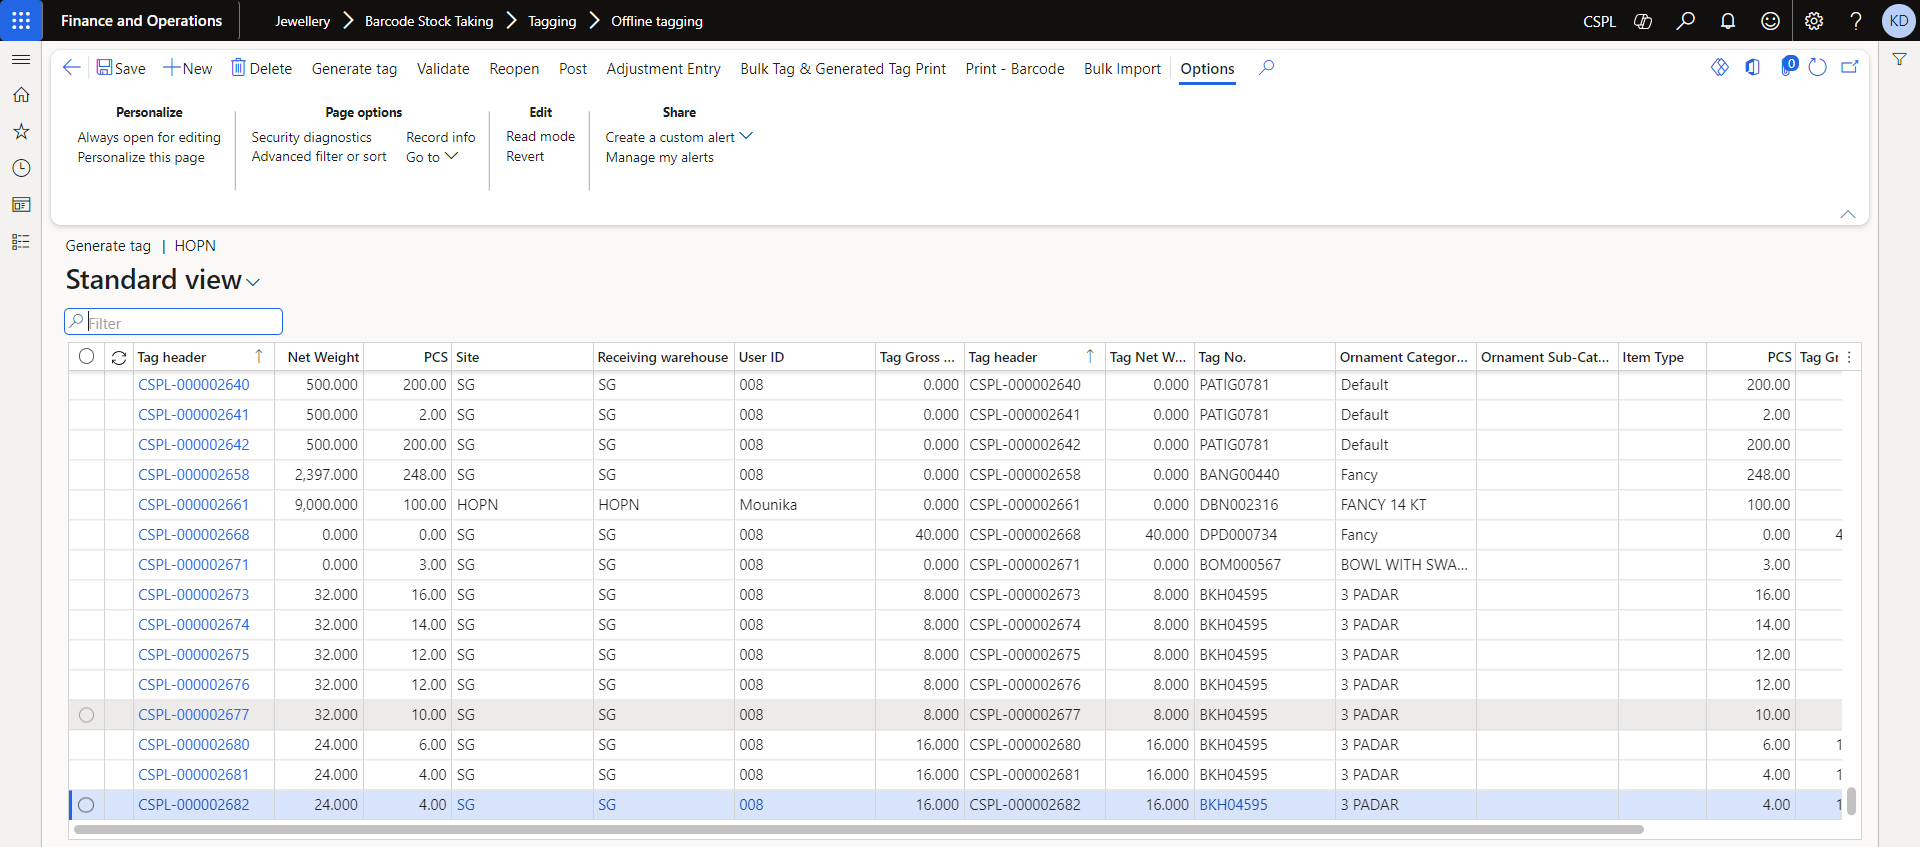 Finance and Operations Jewellery Barcode Stock Taking Tagging Offline tagging CSPL KD
Save New Delete Generate tag Validate Reopen Post Adjustment Entry Bulk Tag & Generated Tag Print Print - Barcode Bulk Import Options 0
Personalize Page options Edit Share
Always open for editing Security diagnostics Record info Read mode Create a custom alert
Personalize this page Advanced filter or sort Go to Revert Manage my alerts
Generate tag | HOPN
Standard view
Filter
Tag header Net Weight PCS Site Receiving warehouse User ID Tag Gross ... Tag header Tag Net W... Tag No. Ornament Categor... Ornament Sub-Cat... Item Type PCS Tag Gr
CSPL-000002640 500.000 200.00 SG SG 008 0.000 CSPL-000002640 0.000 PATIG0781 Default 200.00
CSPL-000002641 500.000 2.00 SG SG 008 0.000 CSPL-000002641 0.000 PATIG0781 Default 2.00
CSPL-000002642 500.000 200.00 SG SG 008 0.000 CSPL-000002642 0.000 PATIG0781 Default 200.00
CSPL-000002658 2,397.000 248.00 SG SG 008 0.000 CSPL-000002658 0.000 BANG00440 Fancy 248.00
CSPL-000002661 9,000.000 100.00 HOPN HOPN Mounika 0.000 CSPL-000002661 0.000 DBN002316 FANCY 14 KT 100.00
CSPL-000002668 0.000 0.00 SG SG 008 40.000 CSPL-000002668 40.000 DPD000734 Fancy 0.00 4
CSPL-000002671 0.000 3.00 SG SG 008 0.000 CSPL-000002671 0.000 BOM000567 BOWL WITH SWA... 3.00
CSPL-000002673 32.000 16.00 SG SG 008 8.000 CSPL-000002673 8.000 BKH04595 3 PADAR 16.00
CSPL-000002674 32.000 14.00 SG SG 008 8.000 CSPL-000002674 8.000 BKH04595 3 PADAR 14.00
CSPL-000002675 32.000 12.00 SG SG 008 8.000 CSPL-000002675 8.000 BKH04595 3 PADAR 12.00
CSPL-000002676 32.000 12.00 SG SG 008 8.000 CSPL-000002676 8.000 BKH04595 3 PADAR 12.00
CSPL-000002677 32.000 10.00 SG SG 008 8.000 CSPL-000002677 8.000 BKH04595 3 PADAR 10.00
CSPL-000002680 24.000 6.00 SG SG 008 16.000 CSPL-000002680 16.000 BKH04595 3 PADAR 6.00 1
CSPL-000002681 24.000 4.00 SG SG 008 16.000 CSPL-000002681 16.000 BKH04595 3 PADAR 4.00 1
CSPL-000002682 24.000 4.00 SG SG 008 16.000 CSPL-000002682 16.000 BKH04595 3 PADAR 4.00 1